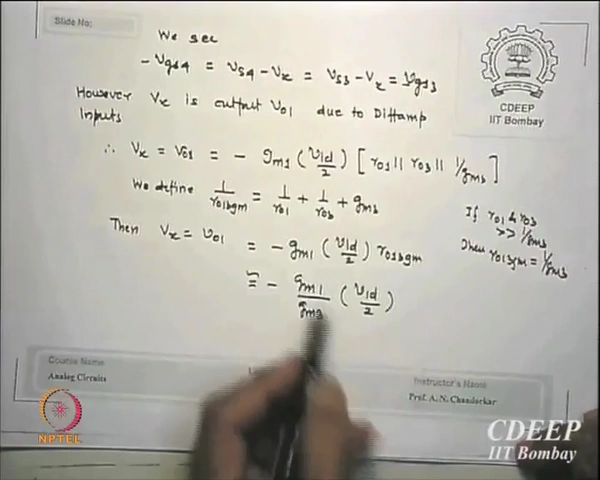 Slide No:
We see
- Vgs4 = Vs4 - Vx = Vs3 - Vx = Vgs3
However Vx is output Vo1 due to Diffamp
Inputs
∴ Vx = Vo1 = - gm1 (Vid/2) [ro1 || ro3 || 1/gm3]
We define 1/ro13gm = 1/ro1 + 1/ro3 + gm3
If ro1 & ro3
>> 1/gm3
Then ro13gm = 1/gm3
Then Vx = Vo1 = - gm1 (Vid/2) ro13gm
≅ - gm1/gm3 (Vid/2)
CDEEP
IIT Bombay
Course Name
Analog Circuits
Instructor's Name
Prof. A. N. Chandorkar
NPTEL
CDEEP
IIT Bombay